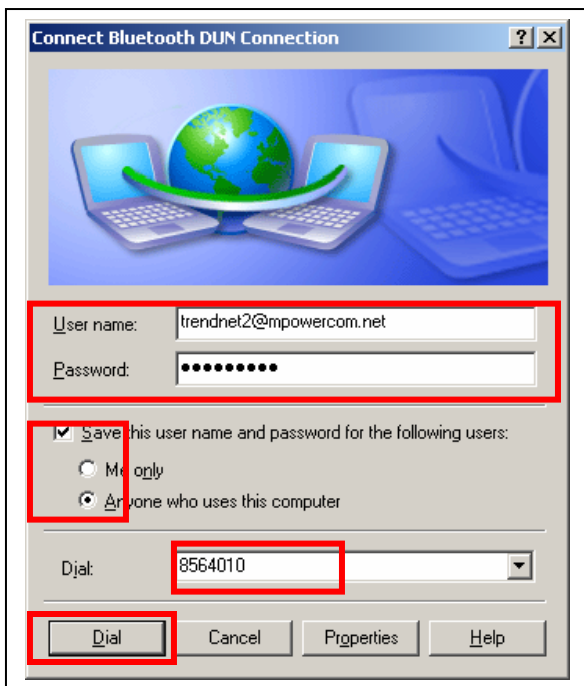 Connect Bluetooth DUN Connection
User name: trendnet2@mpowercom.net
Password: •••••••••
Save this user name and password for the following users:
Me only
Anyone who uses this computer
Dial: 8564010
Dial Cancel Properties Help